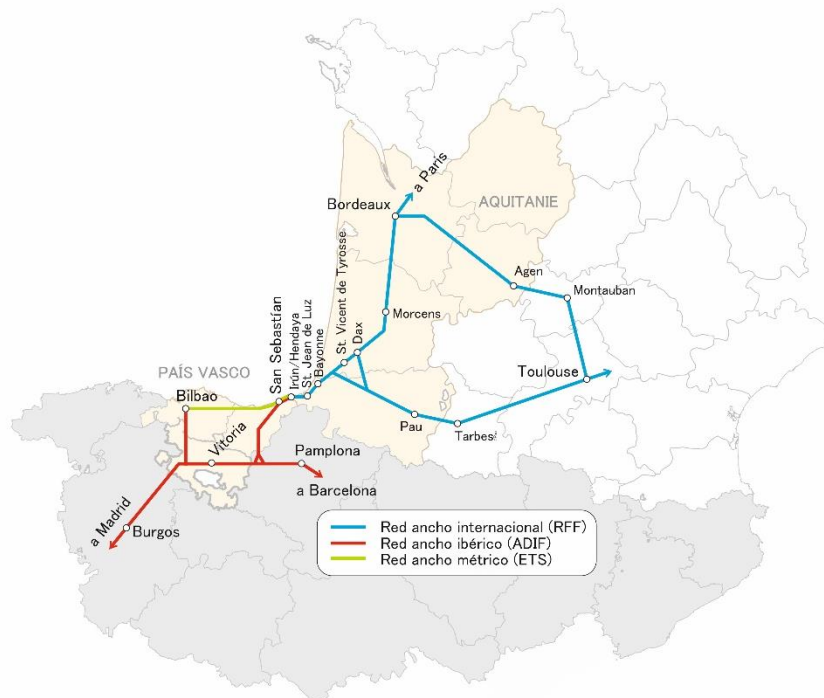 a París
AQUITANIE
Bordeaux
Agen
Montauban
St. Vicent de Tyrosse
Morcens
Dax
Bayonne
St. Jean de Luz
Irún/Hendaya
San Sebastián
PAÍS VASCO
Toulouse
Bilbao
Pau
Tarbes
Vitoria
Pamplona
a Barcelona
a Madrid
Burgos
Red ancho internacional (RFF)
Red ancho ibérico (ADIF)
Red ancho métrico (ETS)